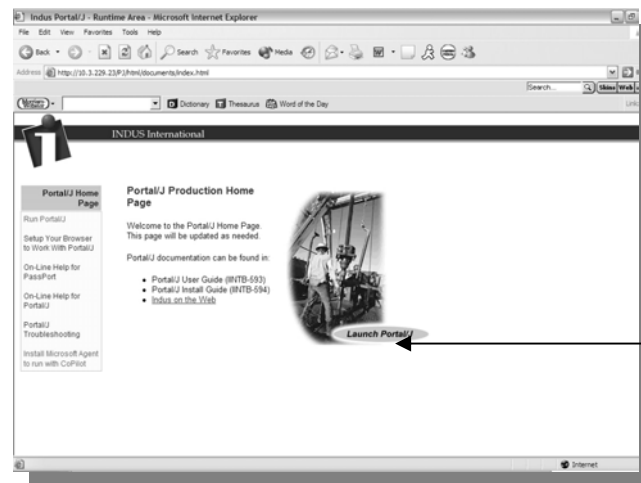 Indus Portal/J - Runtime Area - Microsoft Internet Explorer
File Edit View Favorites Tools Help
Back Search Favorites Media
Address http://10.3.229.23/PJ/html/documents/index.html
Search...
Dictionary Thesaurus Word of the Day
INDUS International
Portal/J Home
Page
Run Portal/J
Setup Your Browser
to Work With Portal/J
On-Line Help for
PassPort
On-Line Help for
Portal/J
Portal/J
Troubleshooting
Install Microsoft Agent
to run with CoPilot
Portal/J Production Home
Page
Welcome to the Portal/J Home Page.
This page will be updated as needed.
Portal/J documentation can be found in:
• Portal/J User Guide (IINTB-593)
• Portal/J Install Guide (IINTB-594)
• Indus on the Web
Launch Portal/J
Internet